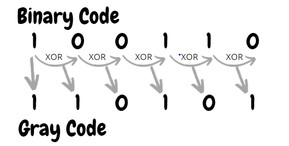 Binary Code
1 0 0 1 1 0
XOR XOR XOR XOR XOR
1 1 0 1 0 1
Gray Code